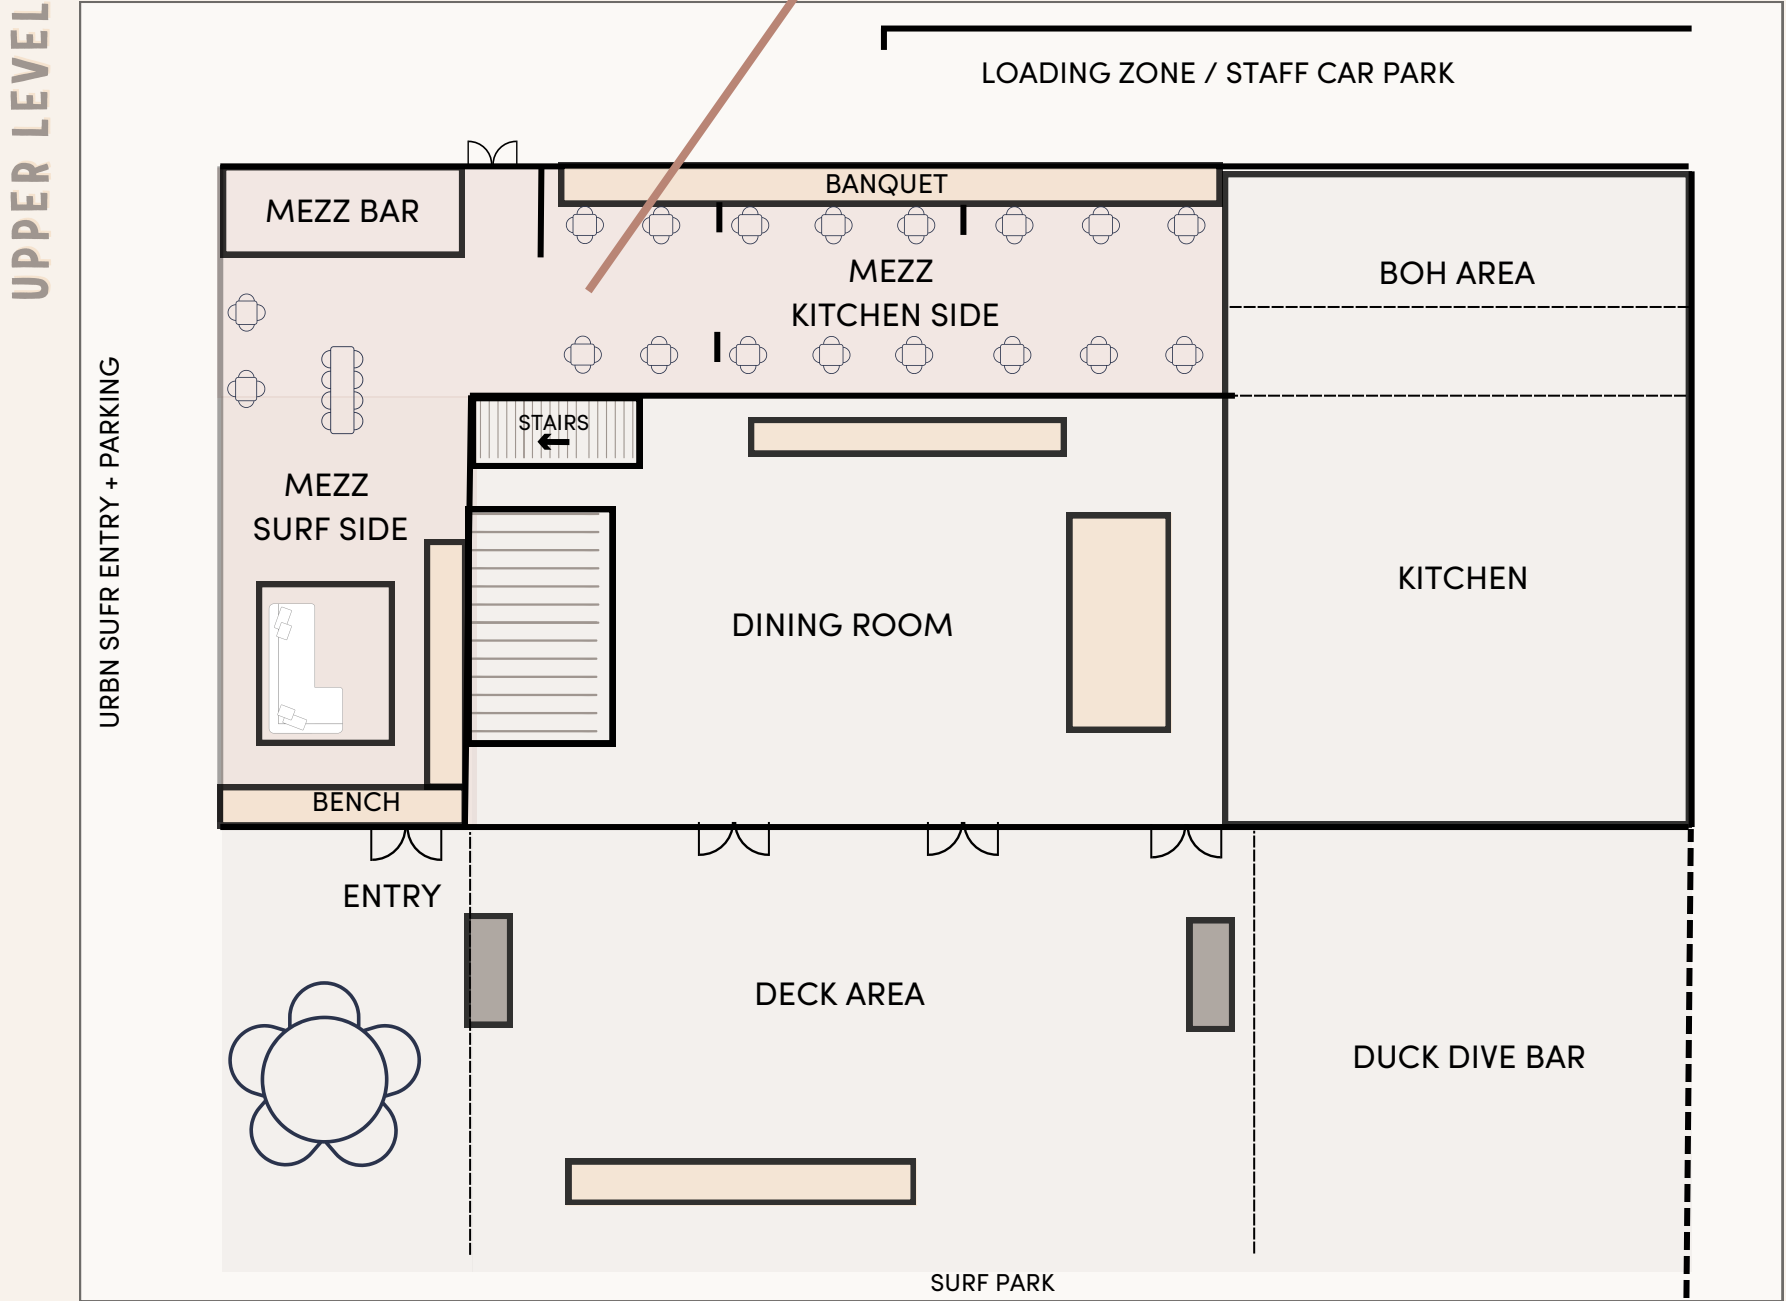 UPPER LEVEL
LOADING ZONE / STAFF CAR PARK
BANQUET
MEZZ BAR
MEZZ
KITCHEN SIDE
BOH AREA
STAIRS
URBN SUFR ENTRY + PARKING
MEZZ
SURF SIDE
KITCHEN
DINING ROOM
BENCH
ENTRY
DECK AREA
DUCK DIVE BAR
SURF PARK